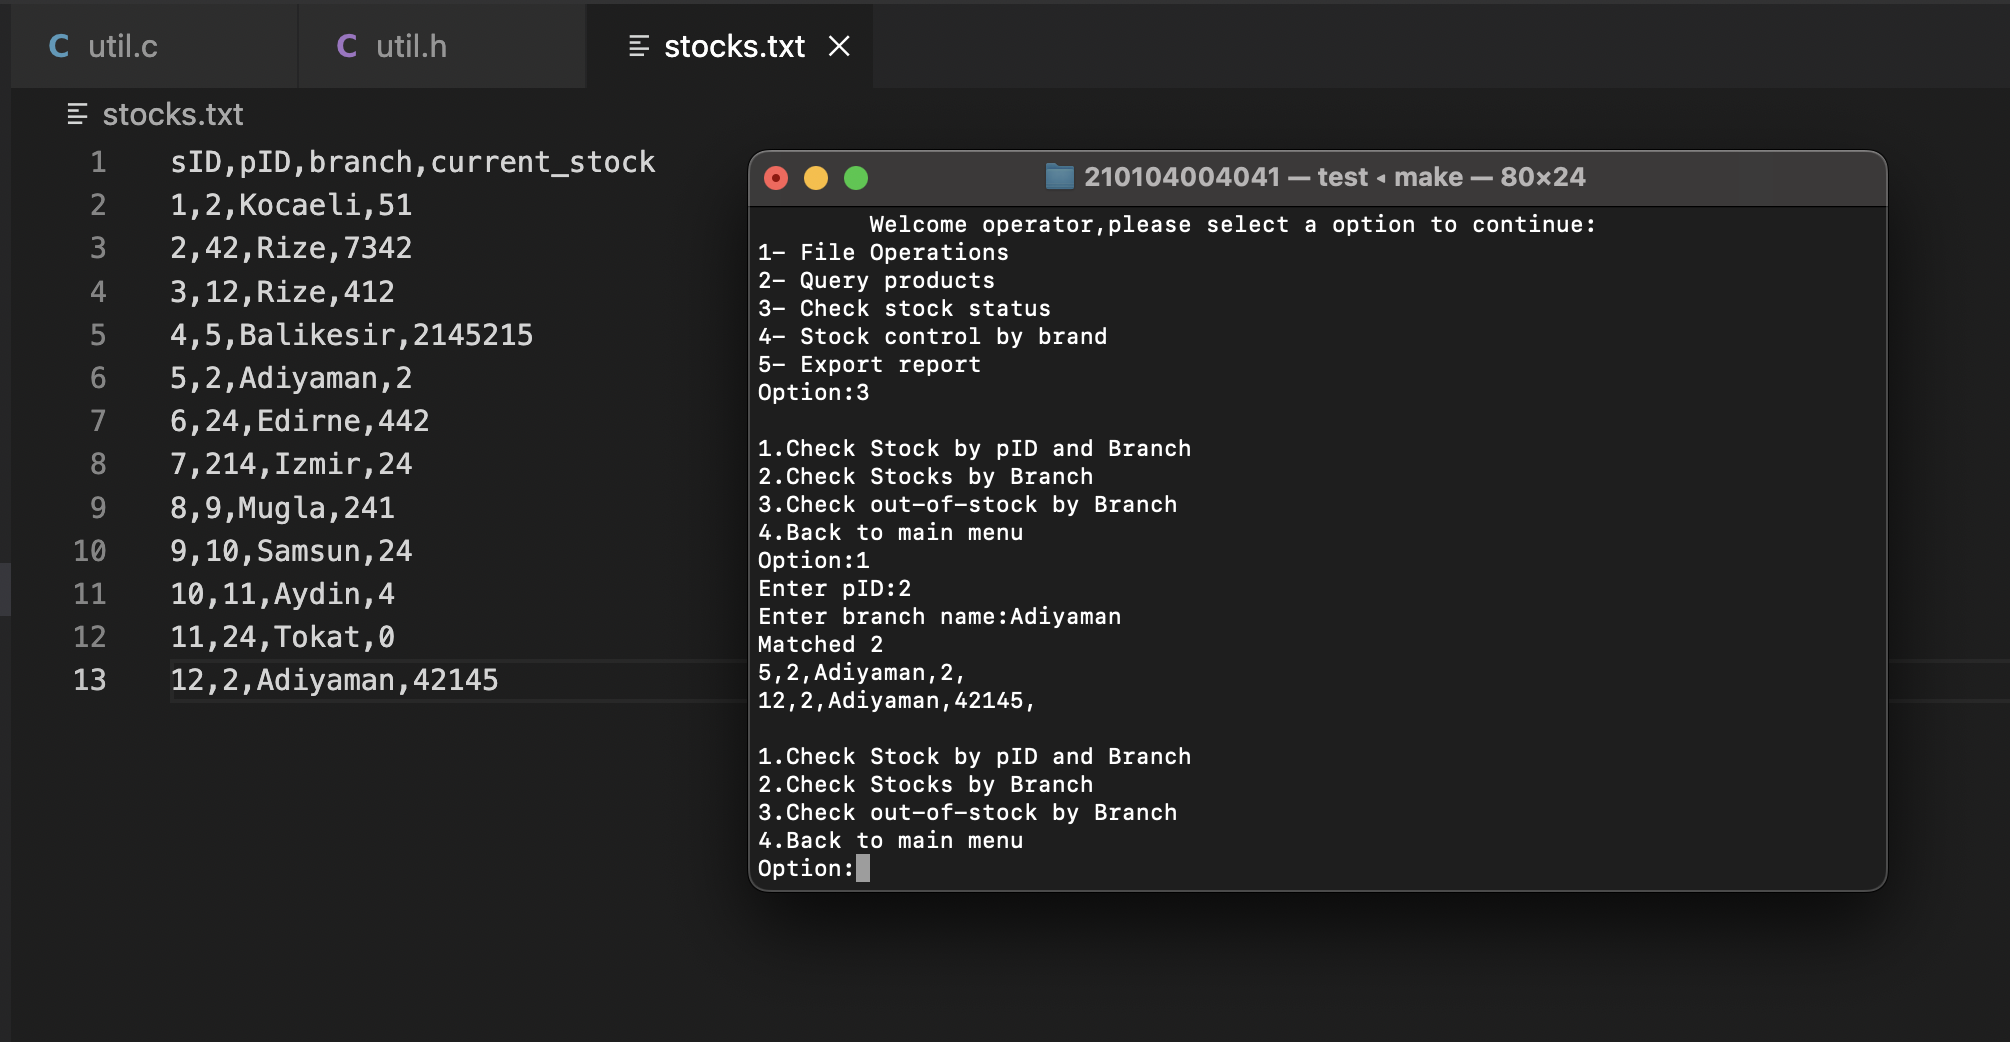 util.c
util.h
stocks.txt
stocks.txt
1 sID,pID,branch,current_stock
2 1,2,Kocaeli,51
3 2,42,Rize,7342
4 3,12,Rize,412
5 4,5,Balikesir,2145215
6 5,2,Adiyaman,2
7 6,24,Edirne,442
8 7,214,Izmir,24
9 8,9,Mugla,241
10 9,10,Samsun,24
11 10,11,Aydin,4
12 11,24,Tokat,0
13 12,2,Adiyaman,42145
210104004041 — test ◂ make — 80×24
Welcome operator,please select a option to continue:
1- File Operations
2- Query products
3- Check stock status
4- Stock control by brand
5- Export report
Option:3
1.Check Stock by pID and Branch
2.Check Stocks by Branch
3.Check out-of-stock by Branch
4.Back to main menu
Option:1
Enter pID:2
Enter branch name:Adiyaman
Matched 2
5,2,Adiyaman,2,
12,2,Adiyaman,42145,
1.Check Stock by pID and Branch
2.Check Stocks by Branch
3.Check out-of-stock by Branch
4.Back to main menu
Option: